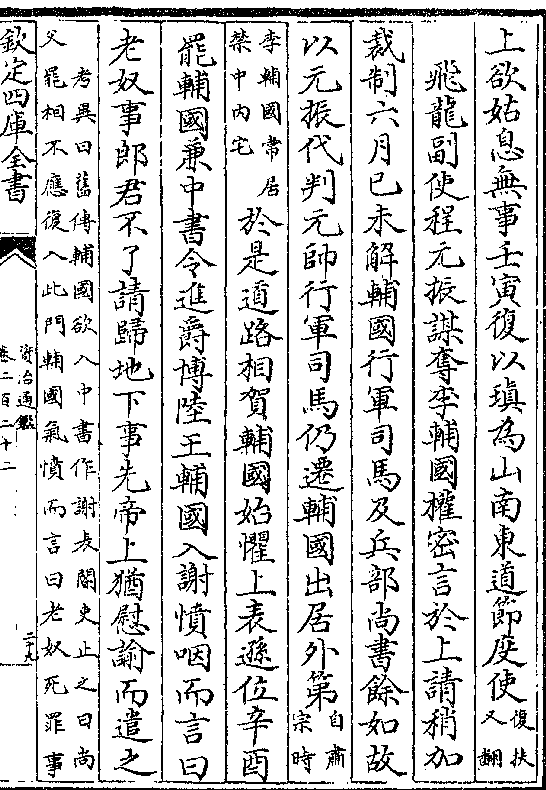 上欲姑息無事壬寅復以瑱為山南東道節度使復扶又翻
飛龍副使程元振謀奪李輔國權密言於上請稍加
裁制六月己未解輔國行軍司馬及兵部尚書餘如故
以元振代判元帥行軍司馬仍遷輔國出居外第自肅宗時
李輔國常居禁中内宅於是道路相賀輔國始懼上表遜位辛酉
罷輔國兼中書令進爵博陸王輔國入謝憤咽而言曰
老奴事郎君不了請歸地下事先帝上猶慰諭而遣之
考異曰舊傳輔國欲入中書作謝表閽吏止之曰尚
父罷相不應復入此門輔國氣憤而言曰老奴死罪事
欽定四庫全書
資治通鑑
卷二百二十二
二十九